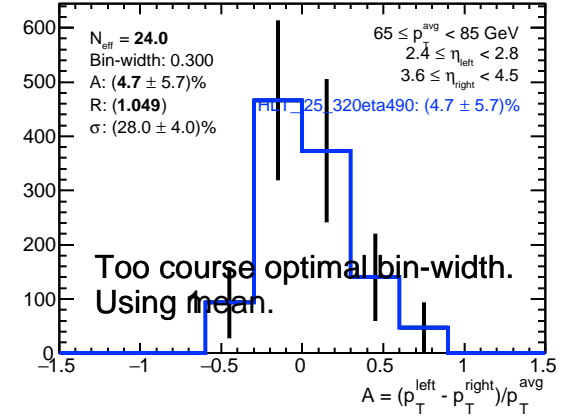 N_eff = 24.0
Bin-width: 0.300
A: (4.7 ± 5.7)%
R: (1.049)
σ: (28.0 ± 4.0)%
65 ≤ p_T^avg < 85 GeV
2.4 ≤ η_left < 2.8
3.6 ≤ η_right < 4.5
HLT_25_320eta490: (4.7 ± 5.7)%
Too course optimal bin-width.
Using mean.
600
500
400
300
200
100
0
−1.5 −1 −0.5 0 0.5 1 1.5
A = (p_T^left - p_T^right)/p_T^avg